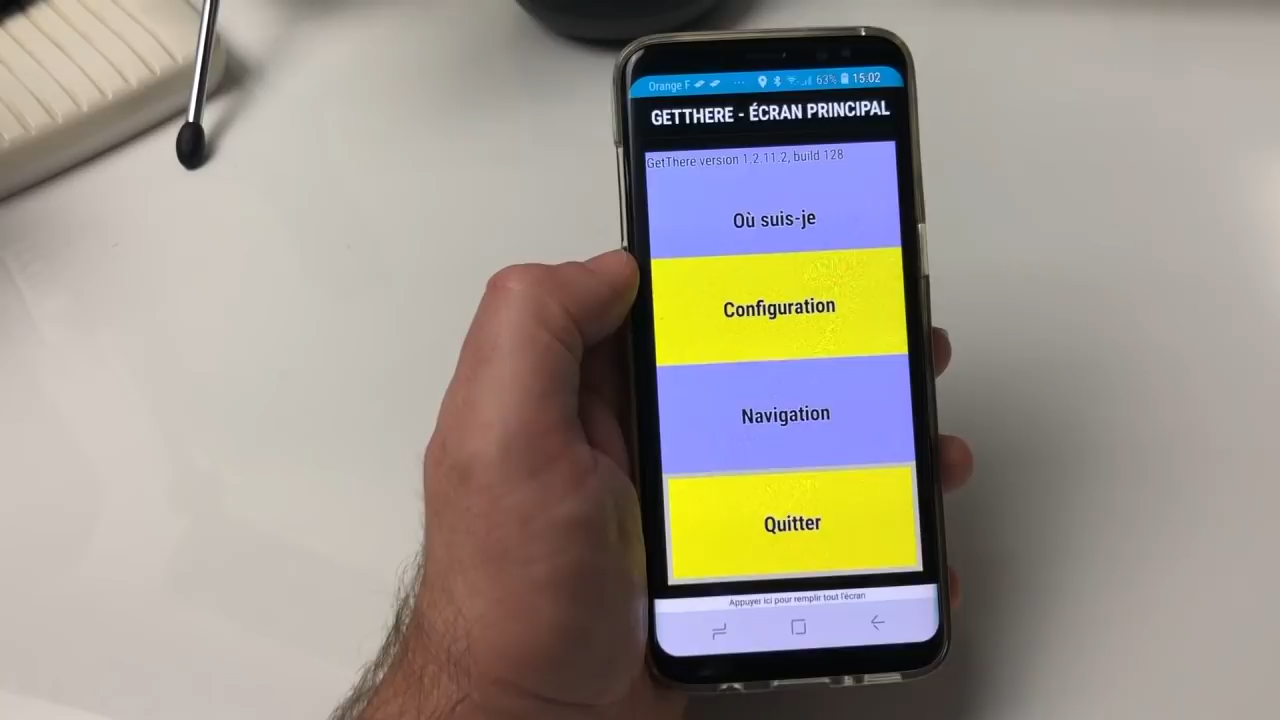 Orange F ... 63% 15:02
GETTHERE - ÉCRAN PRINCIPAL
GetThere version 1.2.11.2, build 128
Où suis-je
Configuration
Navigation
Quitter
Appuyer ici pour remplir tout l'écran